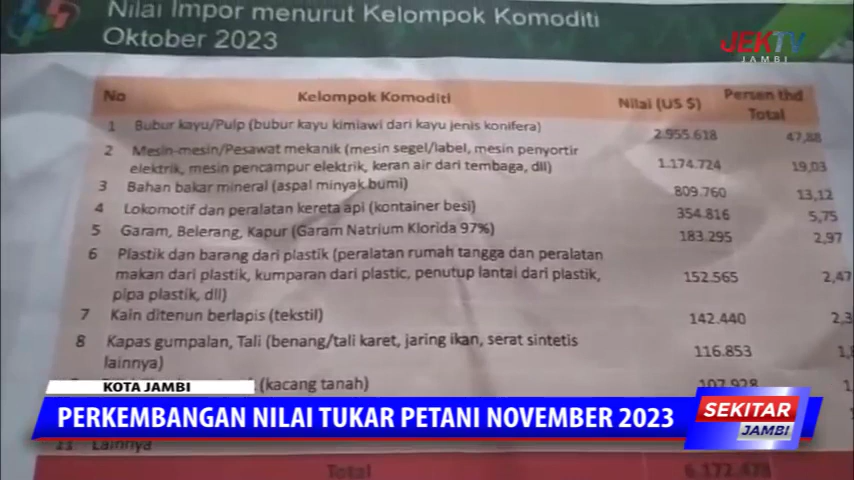 Nilai Impor menurut Kelompok Komoditi
Oktober 2023
JEKTV
JAMBI
No Kelompok Komoditi Nilai (US $) Persen thd
Total
1 Bubur kayu/Pulp (bubur kayu kimiawi dari kayu jenis konifera) 2.955.618 47,88
2 Mesin-mesin/Pesawat mekanik (mesin segel/label, mesin penyortir
elektrik, mesin pencampur elektrik, keran air dari tembaga, dll) 1.174.724 19,03
3 Bahan bakar mineral (aspal minyak bumi) 809.760 13,12
4 Lokomotif dan peralatan kereta api (kontainer besi) 354.816 5,75
5 Garam, Belerang, Kapur (Garam Natrium Klorida 97%) 183.295 2,97
6 Plastik dan barang dari plastik (peralatan rumah tangga dan peralatan
makan dari plastik, kumparan dari plastic, penutup lantai dari plastik,
pipa plastik, dll) 152.565 2,47
7 Kain ditenun berlapis (tekstil) 142.440 2,3
8 Kapas gumpalan, Tali (benang/tali karet, jaring ikan, serat sintetis
lainnya) 116.853
(kacang tanah) 107.928
KOTA JAMBI
PERKEMBANGAN NILAI TUKAR PETANI NOVEMBER 2023
SEKITAR
JAMBI
11 Lainnya
Total